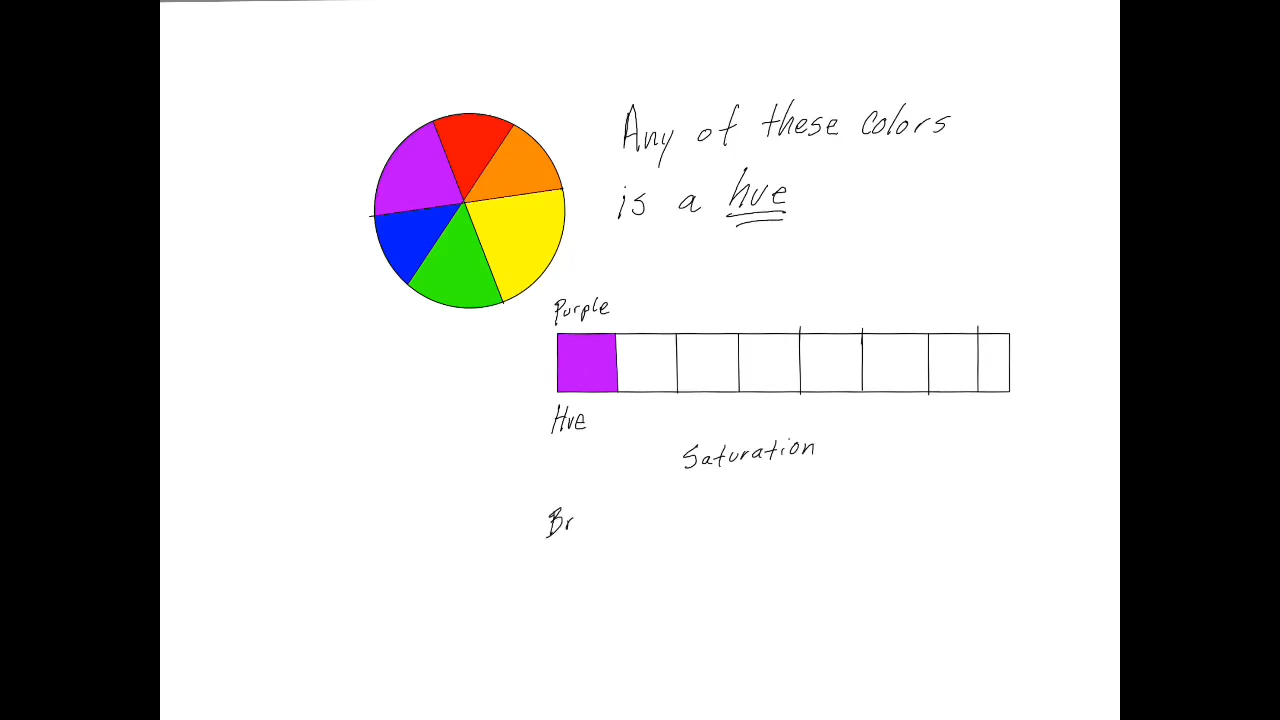 Any of these colors
is a hue
Purple
Hue
Saturation
Br